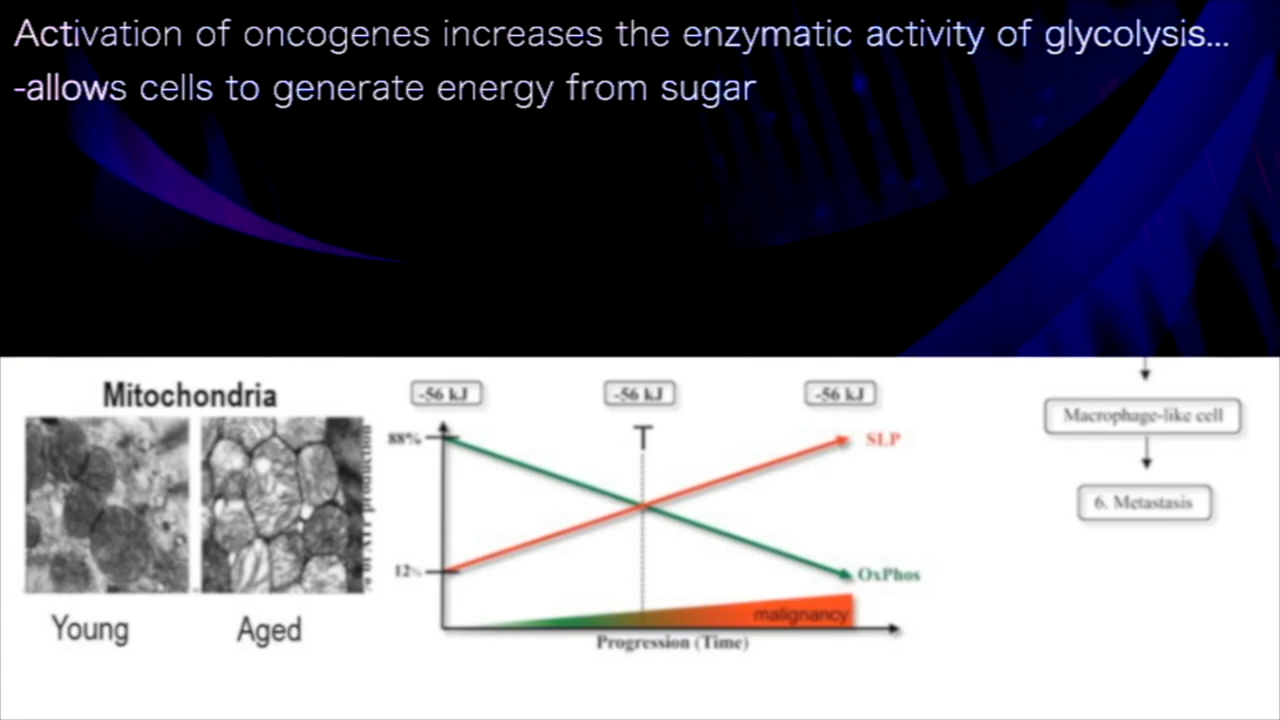 Activation of oncogenes increases the enzymatic activity of glycolysis...
-allows cells to generate energy from sugar
Mitochondria
Young
Aged
-56 kJ
-56 kJ
-56 kJ
88%
T
SLP
production
12%
OxPhos
malignancy
Progression (Time)
Macrophage-like cell
6. Metastasis